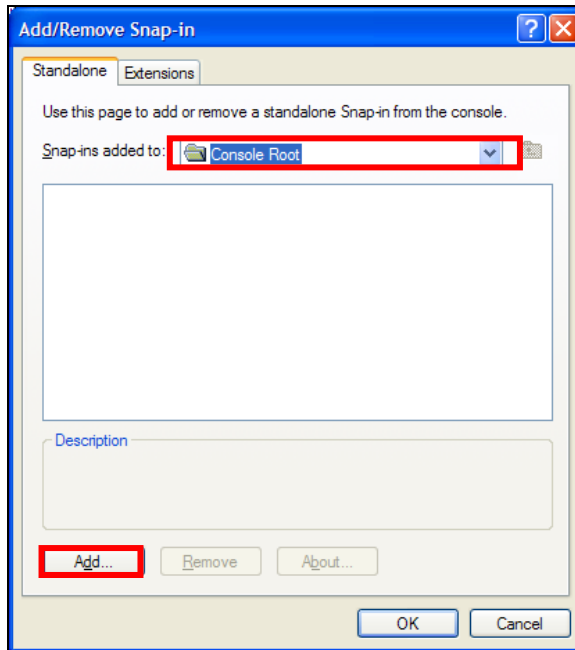 Add/Remove Snap-in
Standalone Extensions
Use this page to add or remove a standalone Snap-in from the console.
Snap-ins added to: Console Root
Description
Add... Remove About...
OK Cancel